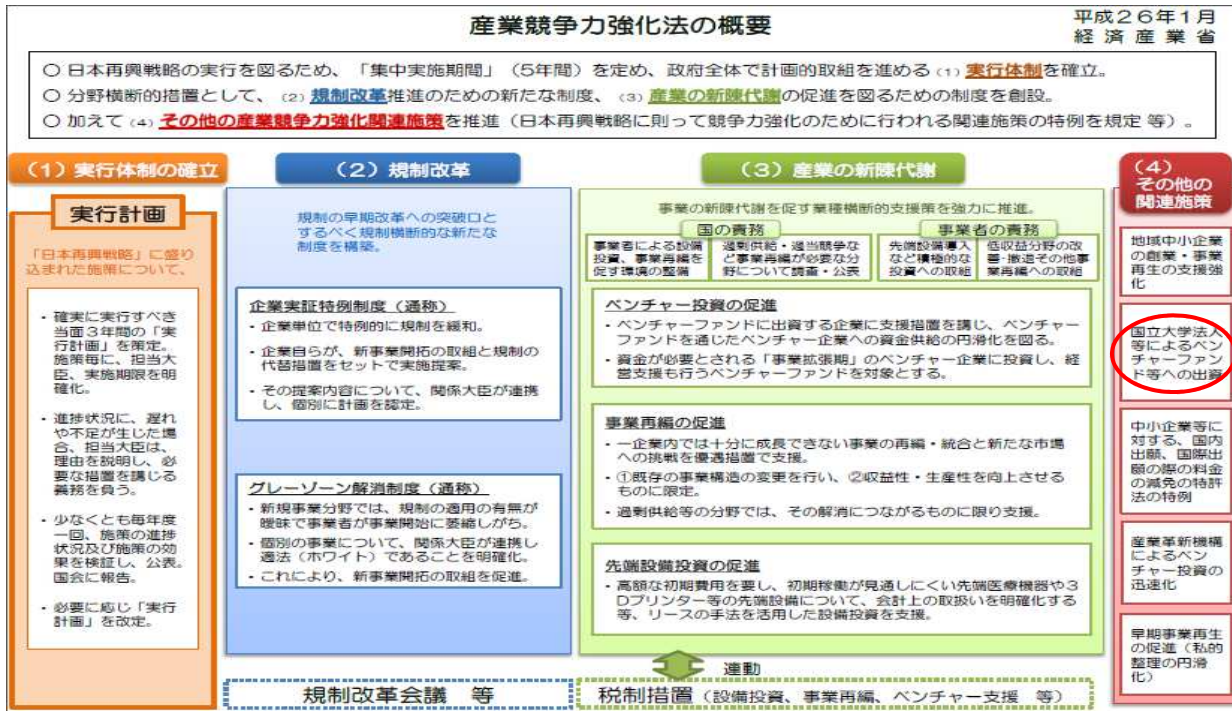 産業競争力強化法の概要
平成26年1月
経済産業省
○ 日本再興戦略の実行を図るため、「集中実施期間」（5年間）を定め、政府全体で計画的取組を進める（1）実行体制を確立。
○ 分野横断的措置として、（2）規制改革推進のための新たな制度、（3）産業の新陳代謝の促進を図るための制度を創設。
○ 加えて（4）その他の産業競争力強化関連施策を推進（日本再興戦略に則って競争力強化のために行われる関連施策の特例を規定 等）。
（1）実行体制の確立
実行計画
「日本再興戦略」に盛り
込まれた施策について、
・確実に実行すべき
当面3年間の「実
行計画」を策定。
施策毎に、担当大
臣、実施期限を明
確化。
・進捗状況に、遅れ
や不足が生じた場
合、担当大臣は、
理由を説明し、必
要な措置を講じる
義務を負う。
・少なくとも毎年度
一回、施策の進捗
状況及び施策の効
果を検証し、公表。
国会に報告。
・必要に応じ「実行
計画」を改定。
（2）規制改革
規制の早期改革への突破口と
するべく規制横断的な新たな
制度を構築。
企業実証特例制度（通称）
・企業単位で特例的に規制を緩和。
・企業自らが、新事業開拓の取組と規制の
代替措置をセットで実施提案。
・その提案内容について、関係大臣が連携
し、個別に計画を認定。
グレーゾーン解消制度（通称）
・新規事業分野では、規制の適用の有無が
曖昧で事業者が事業開始に萎縮しがち。
・個別の事業について、関係大臣が連携し
適法（ホワイト）であることを明確化。
・これにより、新事業開拓の取組を促進。
規制改革会議 等
（3）産業の新陳代謝
事業の新陳代謝を促す業種横断的支援策を強力に推進。
国の責務
事業者による設備
投資、事業再編を
促す環境の整備
過剰供給・過当競争な
ど事業再編が必要な分
野について調査・公表
事業者の責務
先端設備導入
など積極的な
投資への取組
低収益分野の改
善・撤退その他事
業再編への取組
ベンチャー投資の促進
・ベンチャーファンドに出資する企業に支援措置を講じ、ベンチャー
ファンドを通じたベンチャー企業への資金供給の円滑化を図る。
・資金が必要とされる「事業拡張期」のベンチャー企業に投資し、経
営支援も行うベンチャーファンドを対象とする。
事業再編の促進
・一企業内では十分に成長できない事業の再編・統合と新たな市場
への挑戦を優遇措置で支援。
・①既存の事業構造の変更を行い、②収益性・生産性を向上させる
ものに限定。
・過剰供給等の分野では、その解消につながるものに限り支援。
先端設備投資の促進
・高額な初期費用を要し、初期稼働が見通しにくい先端医療機器や3
Dプリンター等の先端設備について、会計上の取扱いを明確化する
等、リースの手法を活用した設備投資を支援。
連動
税制措置（設備投資、事業再編、ベンチャー支援 等）
（4）
その他の
関連施策
地域中小企業
の創業・事業
再生の支援強
化
国立大学法人
等によるベン
チャーファン
ド等への出資
中小企業等に
対する、国内
出願、国際出
願の際の料金
の減免の特許
法の特例
産業革新機構
によるベン
チャー投資の
迅速化
早期事業再生
の促進（私的
整理の円滑
化）